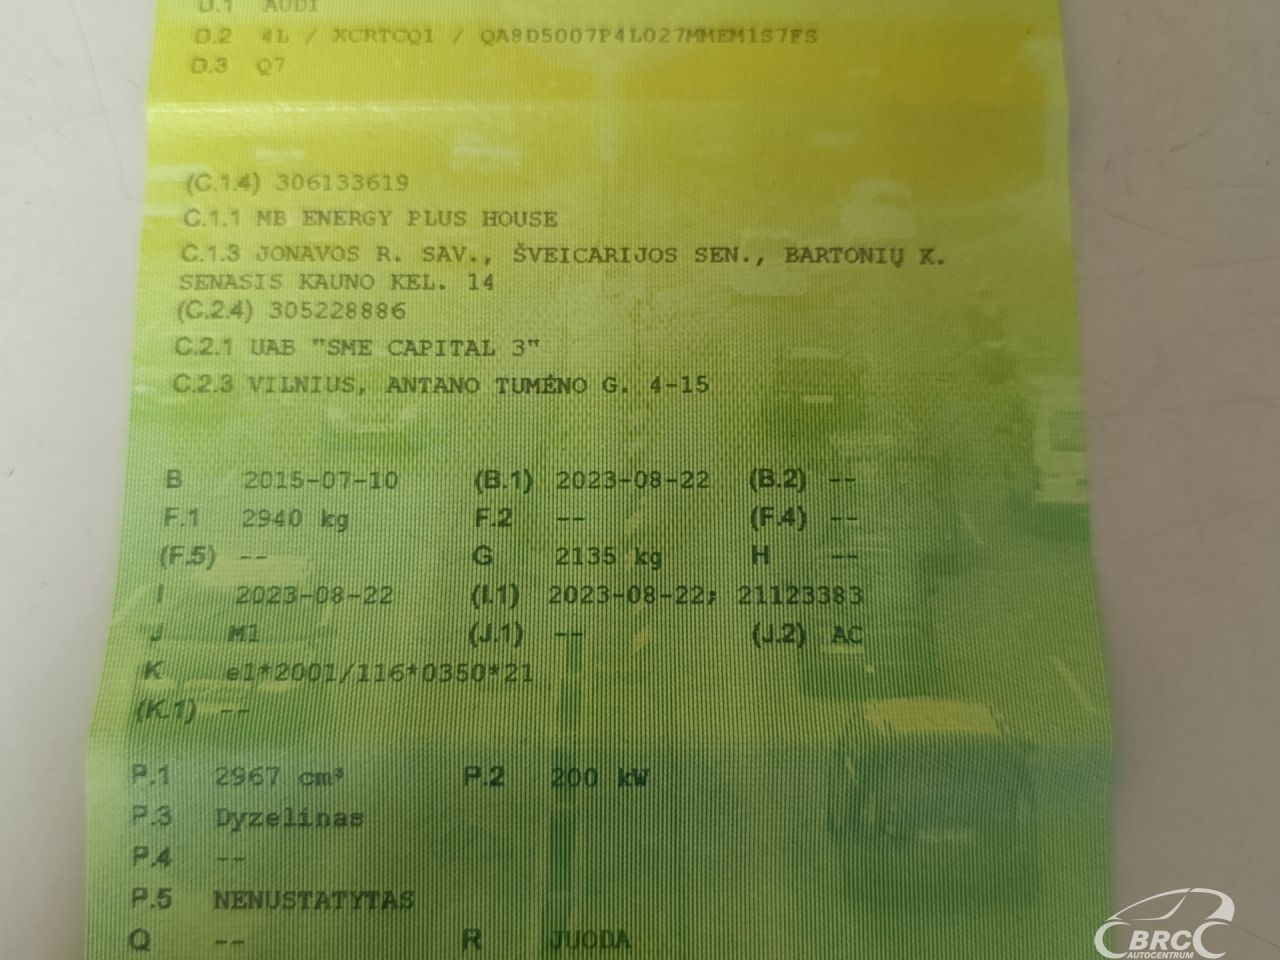 D.1 AUDI
D.2 4L / XCRTCQ1 / QA8D5007P4L027MMEM1S7FS
D.3 Q7
(C.1.4) 306133619
C.1.1 MB ENERGY PLUS HOUSE
C.1.3 JONAVOS R. SAV., ŠVEICARIJOS SEN., BARTONIŲ K.
SENASIS KAUNO KEL. 14
(C.2.4) 305228886
C.2.1 UAB "SME CAPITAL 3"
C.2.3 VILNIUS, ANTANO TUMĖNO G. 4-15
B 2015-07-10 (B.1) 2023-08-22 (B.2) --
F.1 2940 kg F.2 -- (F.4) --
(F.5) -- G 2135 kg H --
I 2023-08-22 (I.1) 2023-08-22; 21123383
J M1 (J.1) -- (J.2) AC
K e1*2001/116*0350*21
(K.1) --
P.1 2967 cm³ P.2 200 kW
P.3 Dyzelinas
P.4 --
P.5 NENUSTATYTAS
Q -- R JUODA
BRC
AUTOCENTRUM